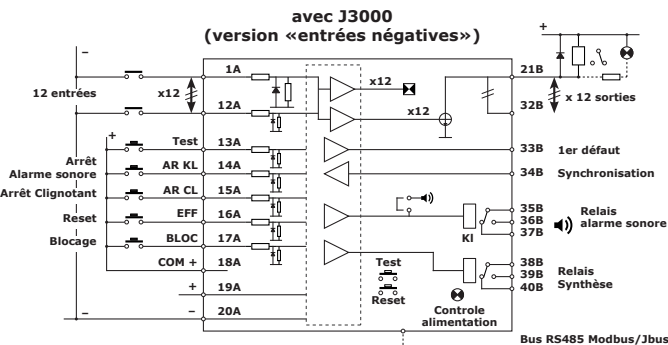 avec J3000
(version «entrées négatives»)
–
+
1A
x12
21B
12 entrées
x12
x 12 sorties
12A
x12
32B
+
Test
13A
33B
1er défaut
Arrêt
Alarme sonore
AR KL
14A
34B
Synchronisation
Arrêt Clignotant
AR CL
15A
35B
Relais
alarme sonore
Reset
EFF
16A
36B
37B
KI
Blocage
BLOC
17A
COM +
18A
Test
38B
39B
40B
Relais
Synthèse
+
19A
Reset
Controle
alimentation
–
–
20A
Bus RS485 Modbus/Jbus